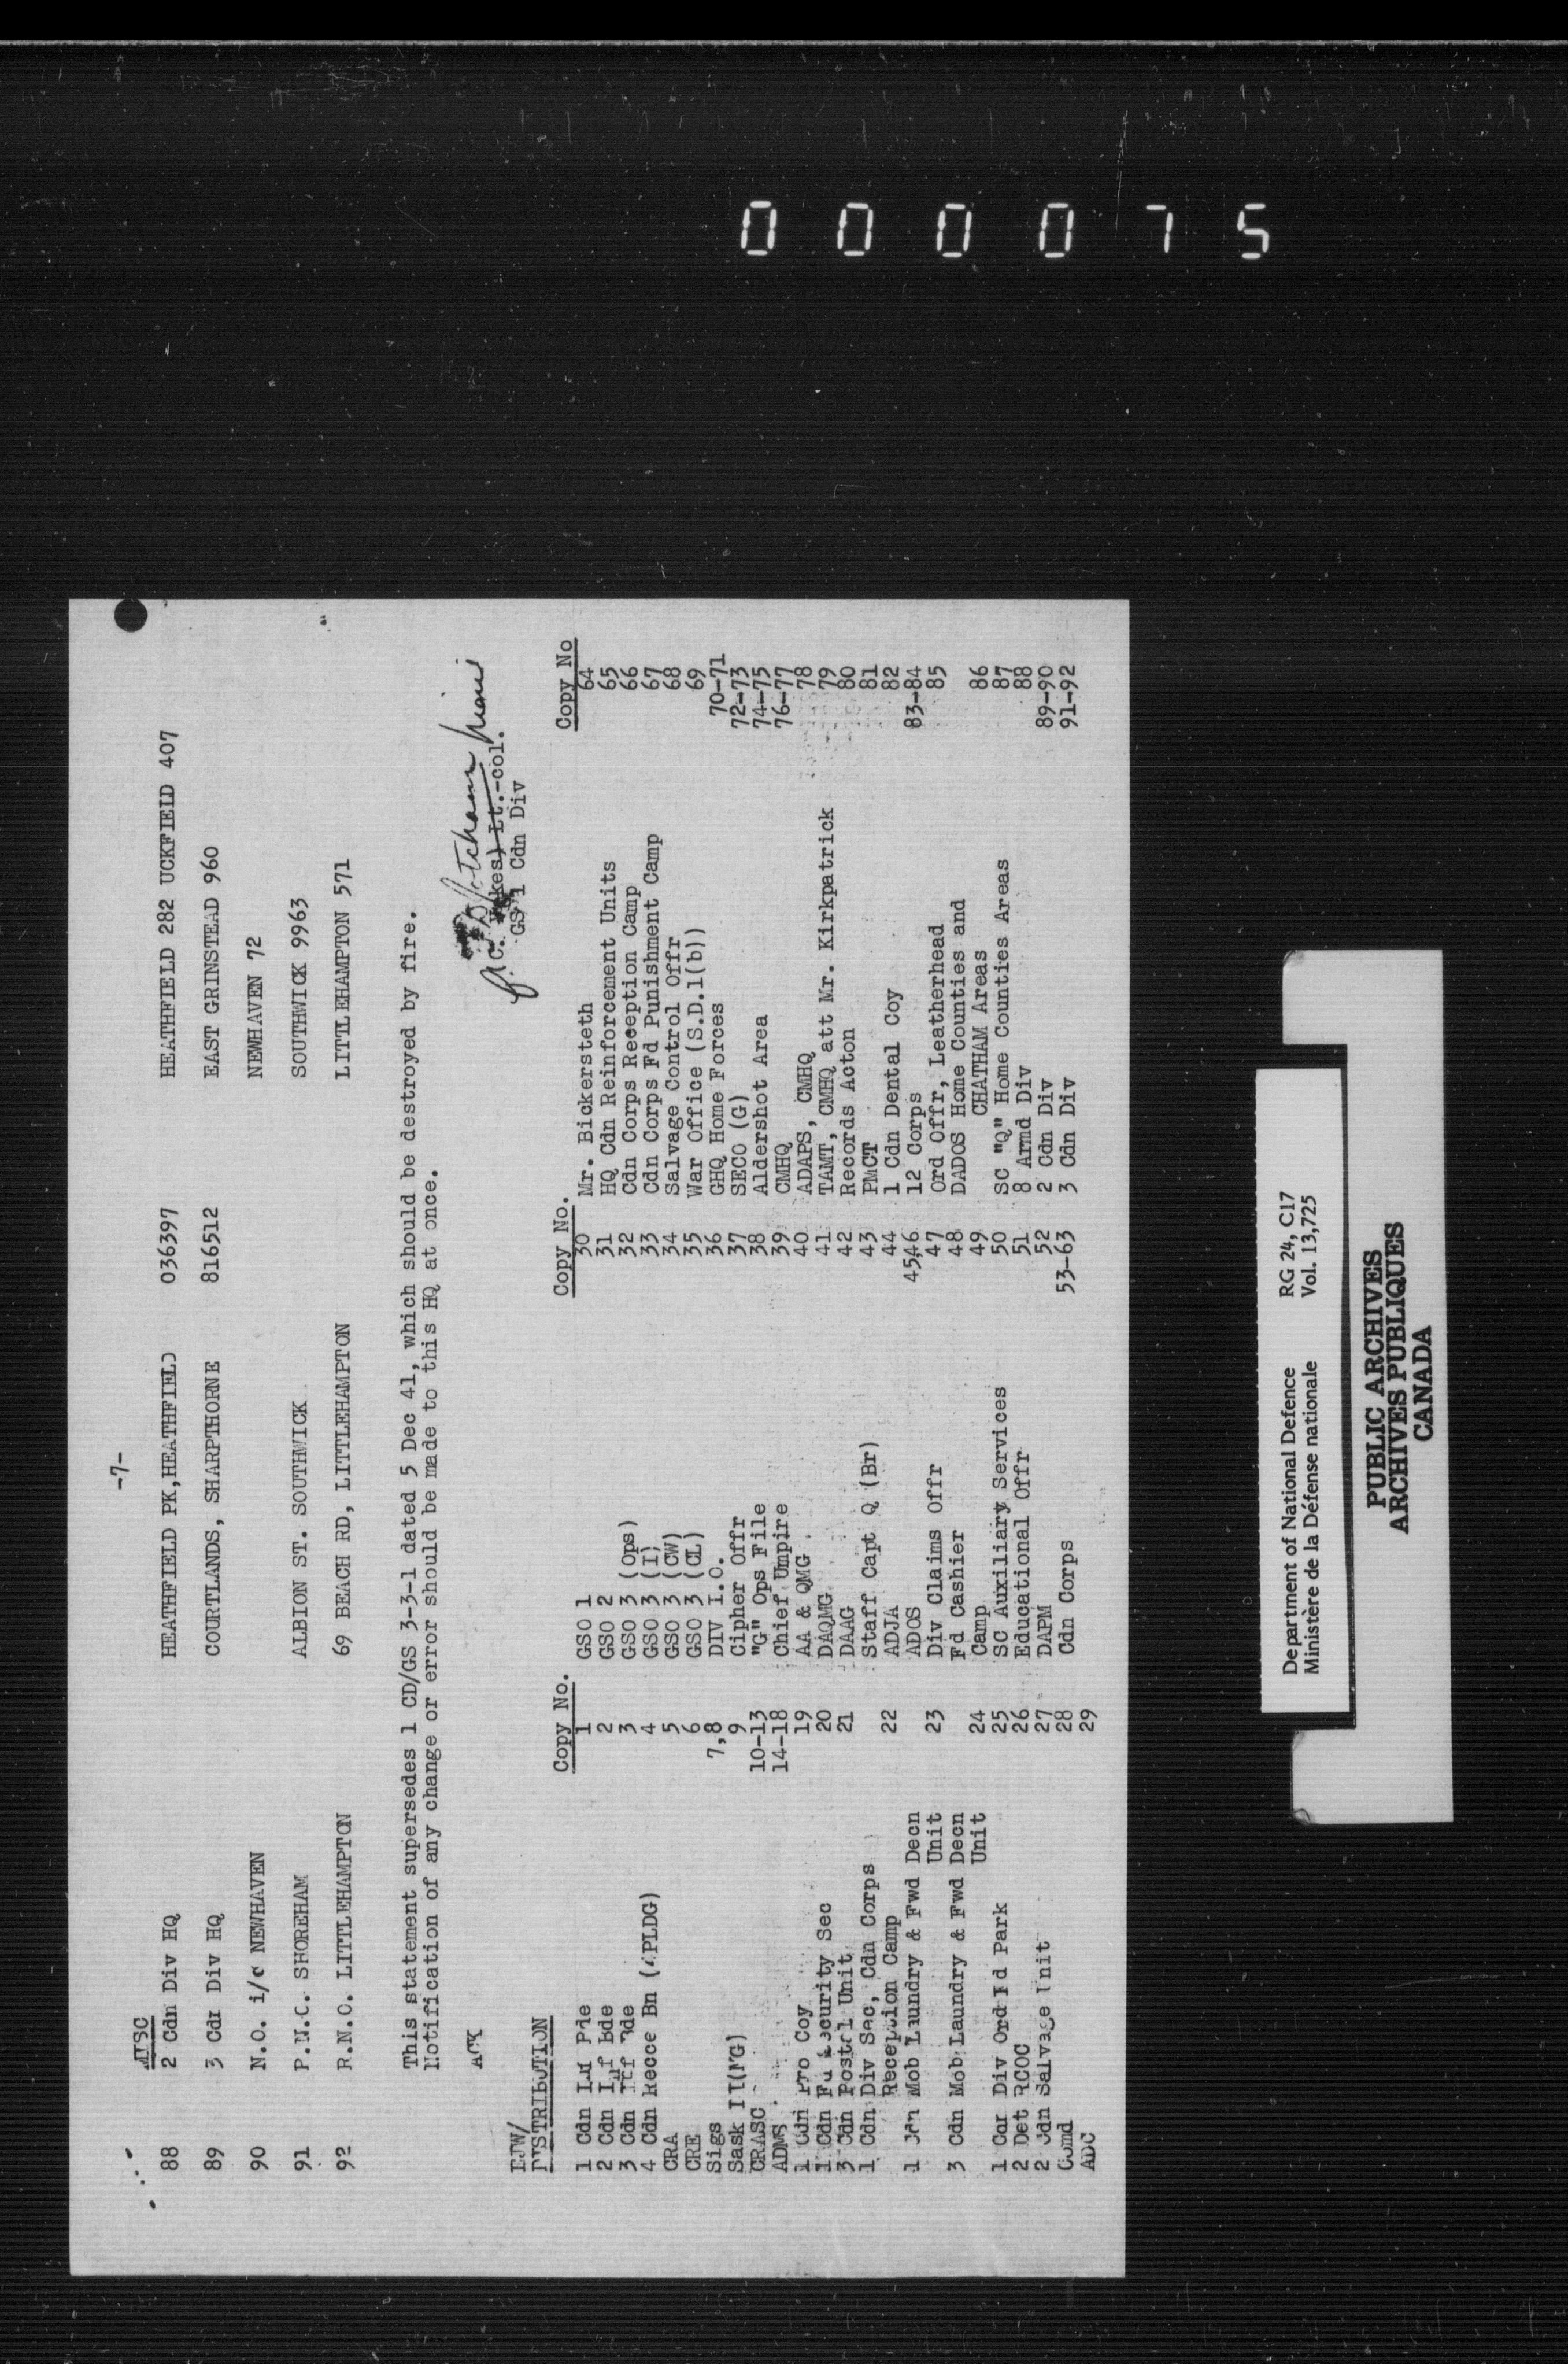 000075
-7-
MISC
88 2 Cdn Div HQ HEATHFIELD PK,HEATHFIELD 036397 HEATHFIELD 282 UCKFIELD 407
89 3 Cdn Div HQ COURTLANDS, SHARPTHORNE 816512 EAST GRINSTEAD 960
90 N.O. i/c NEWHAVEN NEWHAVEN 72
91 P.N.C. SHOREHAM ALBION ST. SOUTHWICK SOUTHWICK 9963
92 R.N.O. LITTLEHAMPTON 69 BEACH RD, LITTLEHAMPTON LITTLEHAMPTON 571
This statement supersedes 1 CD/GS 3-3-1 dated 5 Dec 41, which should be destroyed by fire.
Notification of any change or error should be made to this HQ at once.
ACK
Lt.-col.
GS 1 Cdn Div
EJW/
DISTRIBUTION Copy No. Copy No. Copy No
1 Cdn Inf Bde 1 GSO 1 30 Mr. Bickersteth 64
2 Cdn Inf Bde 2 GSO 2 31 HQ Cdn Reinforcement Units 65
3 Cdn Inf Bde 3 GSO 3 (Ops) 32 Cdn Corps Reception Camp 66
4 Cdn Recce Bn (4PLDG) 4 GSO 3 (I) 33 Cdn Corps Fd Punishment Camp 67
CRA 5 GSO 3 (CW) 34 Salvage Control Offr 68
CRE 6 GSO 3 (CL) 35 War Office (S.D.1(b)) 69
Sigs 7,8 DIV I.O. 36 GHQ Home Forces 70-71
Sask LI(MG) 9 Cipher Offr 37 SECO (G) 72-73
CRASC 10-13 "G" Ops File 38 Aldershot Area 74-75
ADMS 14-18 Chief Umpire 39 CMHQ 76-77
1 Cdn Pro Coy 19 AA & QMG 40 ADAPS, CMHQ 78
1 Cdn Fd Security Sec 20 DAQMG 41 TAMT, CMHQ att Mr. Kirkpatrick 79
3 Cdn Postal Unit 21 DAAG 42 Records Acton 80
1 Cdn Div Sec, Cdn Corps Staff Capt Q (Br) 43 PMCT 81
Reception Camp 22 ADJA 44 1 Cdn Dental Coy 82
1 Cdn Mob Laundry & Fwd Decn ADOS 45,46 12 Corps 83-84
Unit 23 Div Claims Offr 47 Ord Offr, Leatherhead 85
3 Cdn Mob Laundry & Fwd Decn Fd Cashier 48 DADOS Home Counties and
Unit 24 Camp 49 CHATHAM Areas 86
1 Cdn Div Ord Fd Park 25 SC Auxiliary Services 50 SC "Q" Home Counties Areas 87
2 Det RCOC 26 Educational Offr 51 8 Armd Div 88
2 Cdn Salvage Unit 27 DAPM 52 2 Cdn Div 89-90
Comd 28 Cdn Corps 53-63 3 Cdn Div 91-92
ADC 29
Department of National Defence RG 24, C17
Ministère de la Défense nationale Vol. 13,725
PUBLIC ARCHIVES
ARCHIVES PUBLIQUES
CANADA